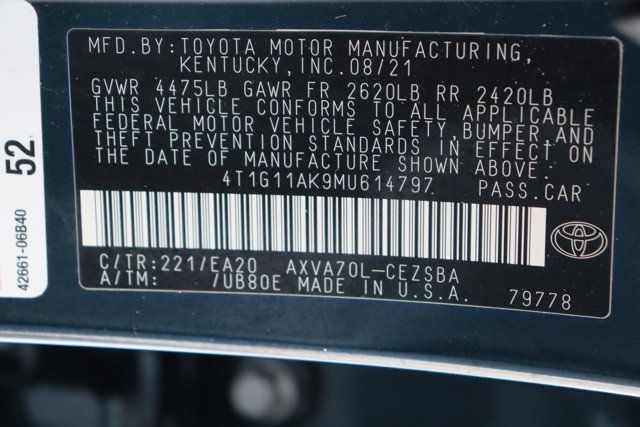 MFD.BY:TOYOTA MOTOR MANUFACTURING,
KENTUCKY,INC.08/21
GVWR 4475LB GAWR FR 2620LB RR 2420LB
THIS VEHICLE CONFORMS TO ALL APPLICABLE
FEDERAL MOTOR VEHICLE SAFETY,BUMPER AND
THEFT PREVENTION STANDARDS IN EFFECT ON
THE DATE OF MANUFACTURE SHOWN ABOVE.
4T1G11AK9MU614797 PASS.CAR
C/TR:221/EA20 AXVA70L-CEZSBA
A/TM: /UB80E MADE IN U.S.A. 79778
52
42661-06B40